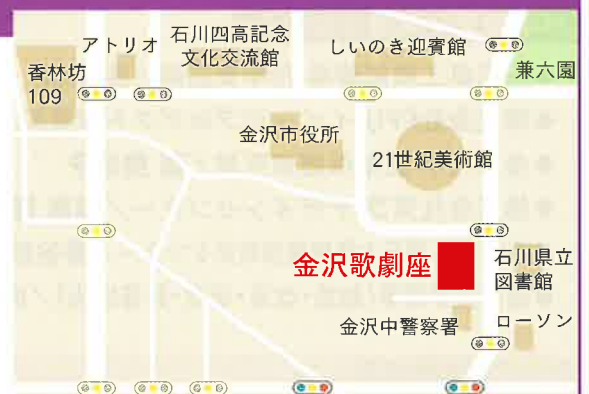 アトリオ
石川四高記念
文化交流館
しいのき迎賓館
兼六園
香林坊
109
金沢市役所
21世紀美術館
金沢歌劇座
石川県立
図書館
金沢中警察署
ローソン